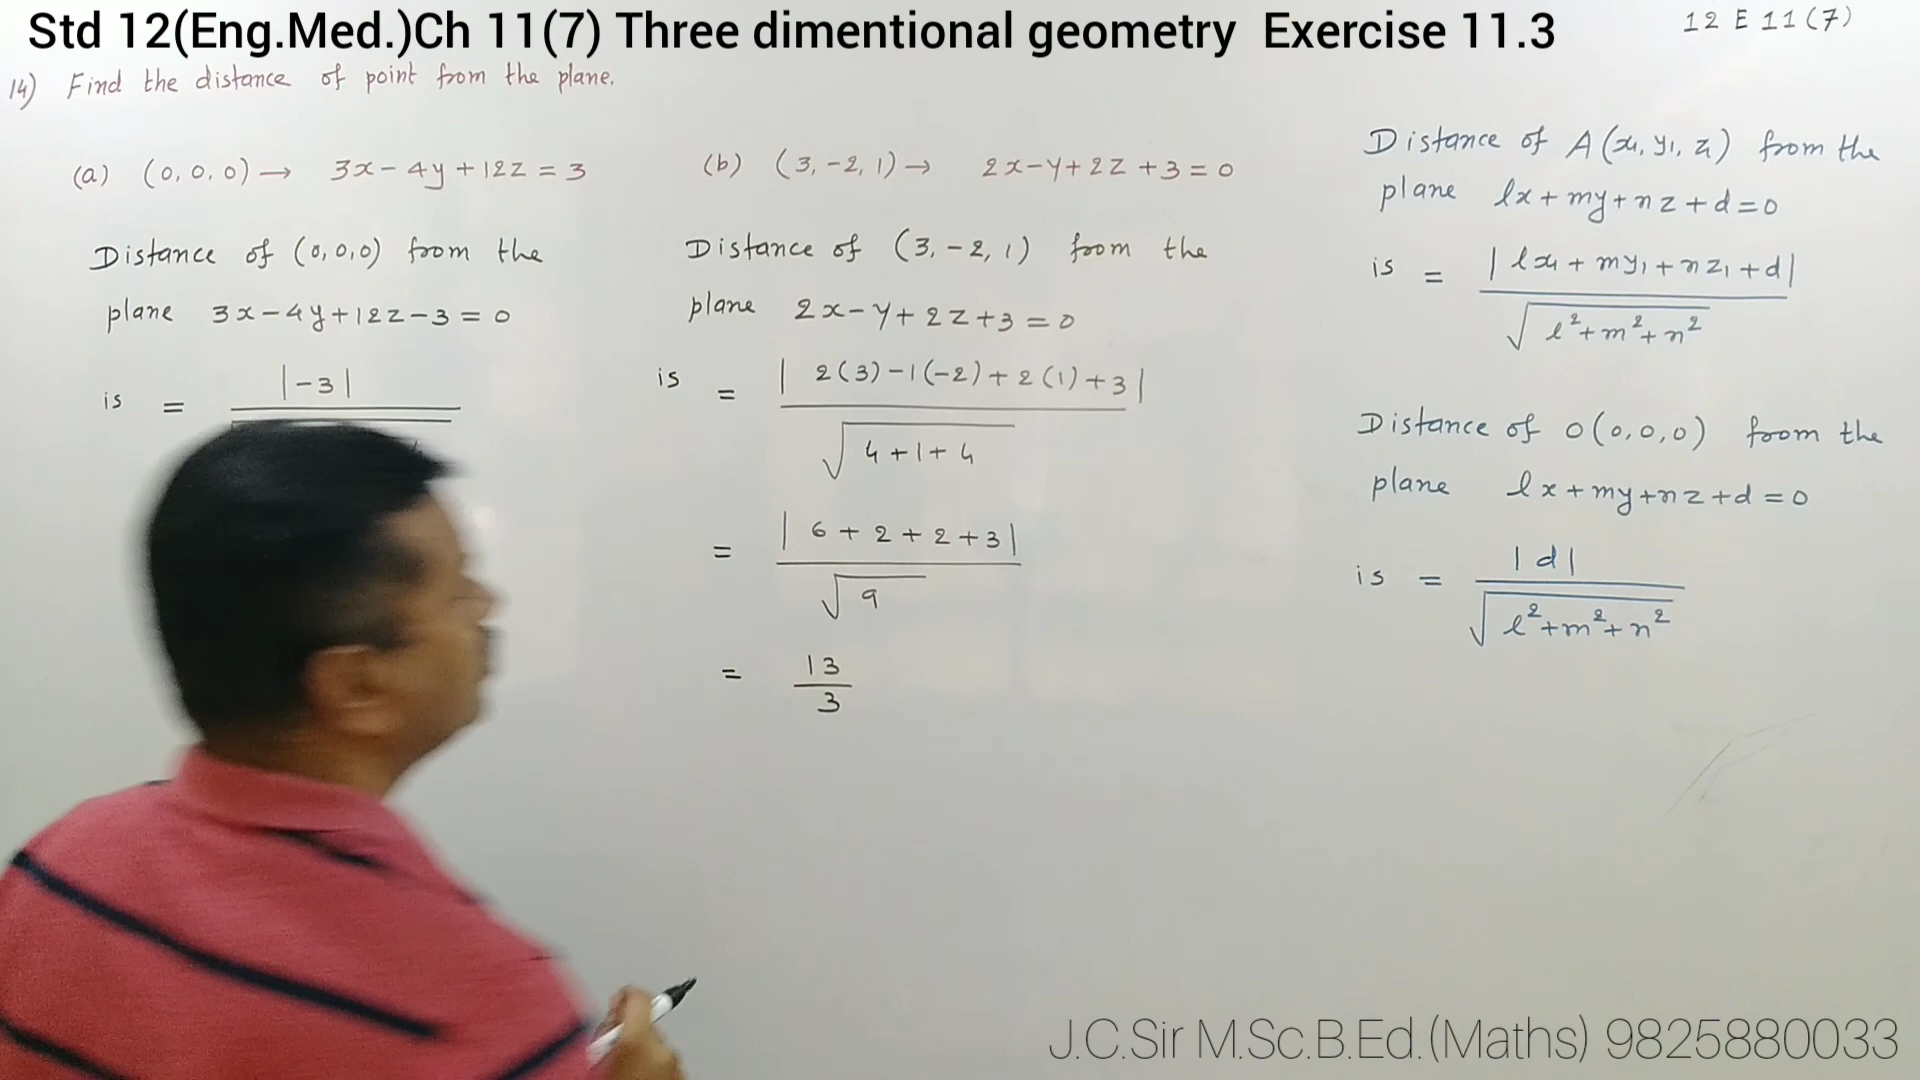 Std 12(Eng.Med.)Ch 11(7) Three dimentional geometry Exercise 11.3
12 E 11(7)
14) Find the distance of point from the plane.
(a) (0, 0, 0) → 3x - 4y + 12z = 3
Distance of (0,0,0) from the
plane 3x - 4y + 12z - 3 = 0
is = |-3|
(b) (3, -2, 1) → 2x - y + 2z + 3 = 0
Distance of (3, -2, 1) from the
plane 2x - y + 2z + 3 = 0
is = | 2(3) - 1(-2) + 2(1) + 3 |
√ 4 + 1 + 4
= | 6 + 2 + 2 + 3 |
√ 9
= 13
3
Distance of A(x₁, y₁, z₁) from the
plane lx + my + nz + d = 0
is = | lx₁ + my₁ + nz₁ + d |
√ l² + m² + n²
Distance of O(0,0,0) from the
plane lx + my + nz + d = 0
is = | d |
√ l² + m² + n²
J.C.Sir M.Sc.B.Ed.(Maths) 9825880033